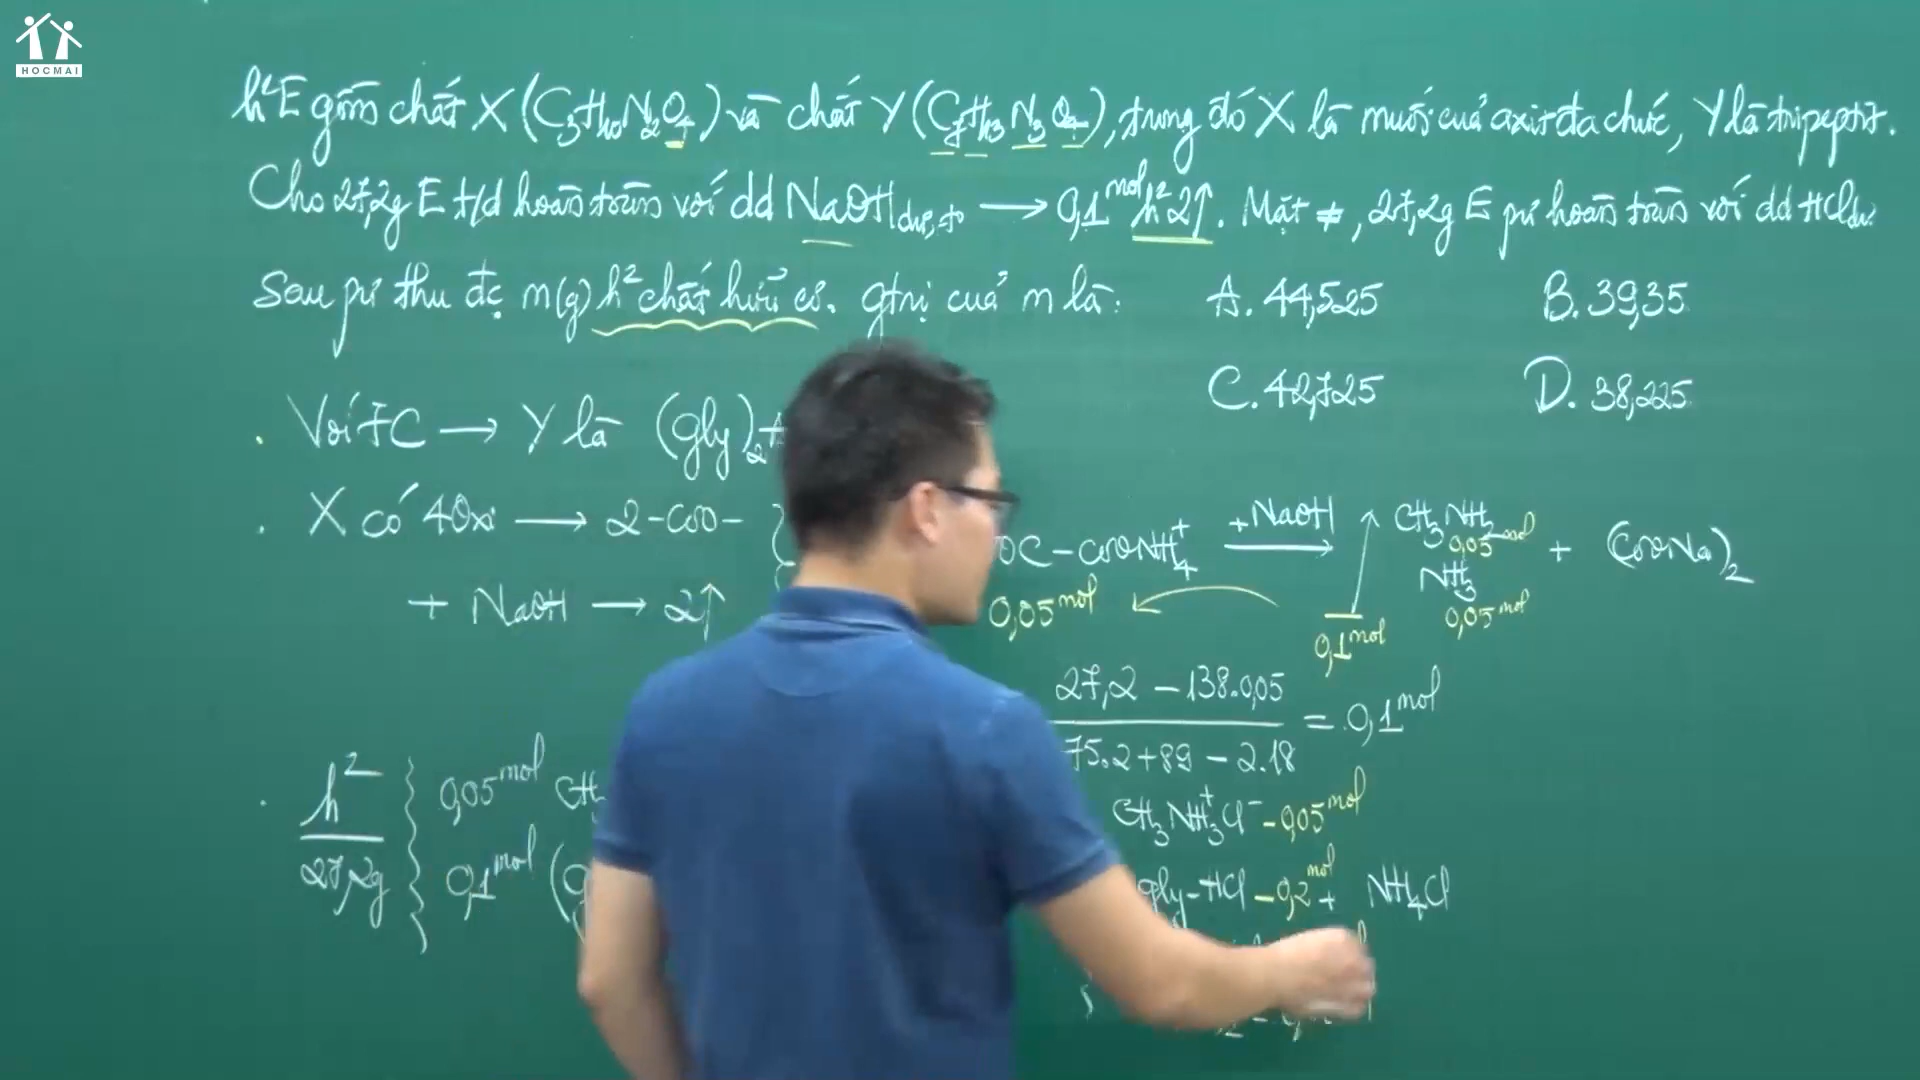 HOCMAI
h² E gồm chất X (C₃H₁₀N₂O₄) và chất Y (C₇H₁₃N₃O₄), trong đó X là muối của axit đa chức, Y là tripeptit.
Cho 27,2g E t/d hoàn toàn với dd NaOH dư, t° → 0,1 mol h² 2↑. Mặt ≠, 27,2g E pư hoàn toàn với dd HCl dư.
Sau pư thu đc m(g) h² chất hữu cơ. gtrị của m là:
A. 44,525 B. 39,35
C. 42,725 D. 38,225
. Với 7C → Y là (gly)₂
. X có 4Oxi → 2 -COO- {
+ NaOH → 2↑
OC - COONH₄⁺ +NaOH → ↑ CH₃NH₂ 0,05 mol + (COONa)₂
NH₃ 0,05 mol
0,05 mol
0,1 mol
27,2 - 138.0,05
75.2+89 - 2.18
= 0,1 mol
h²
27,2g
{ 0,05 mol CH₃
0,1 mol (g
CH₃NH₃⁺Cl⁻ - 0,05 mol
gly-HCl - 0,2 mol + NH₄Cl